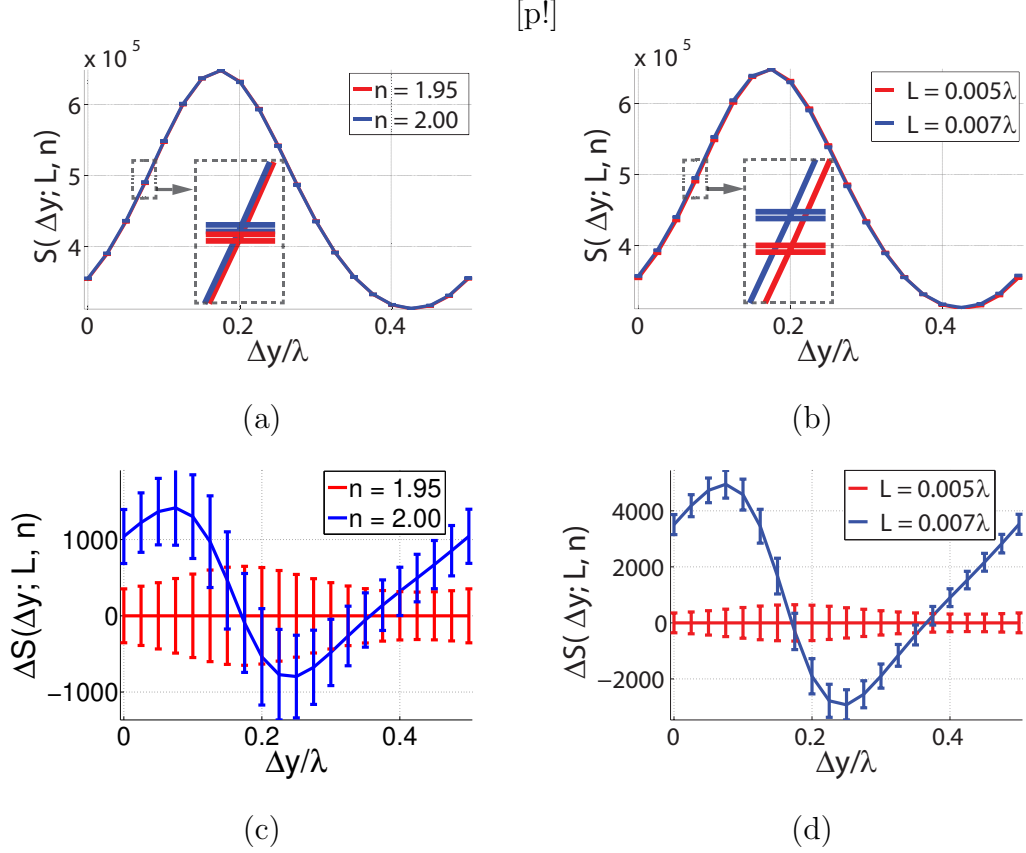 [p!]
x 10^5
S( Δy; L, n)
6
5
4
0
0.2
0.4
Δy/λ
n = 1.95
n = 2.00
(a)
x 10^5
S( Δy; L, n)
6
5
4
0
0.2
0.4
Δy/λ
L = 0.005λ
L = 0.007λ
(b)
ΔS(Δy; L, n)
1000
0
−1000
0
0.2
0.4
Δy/λ
n = 1.95
n = 2.00
(c)
ΔS( Δy; L, n)
4000
2000
0
−2000
0
0.2
0.4
Δy/λ
L = 0.005λ
L = 0.007λ
(d)